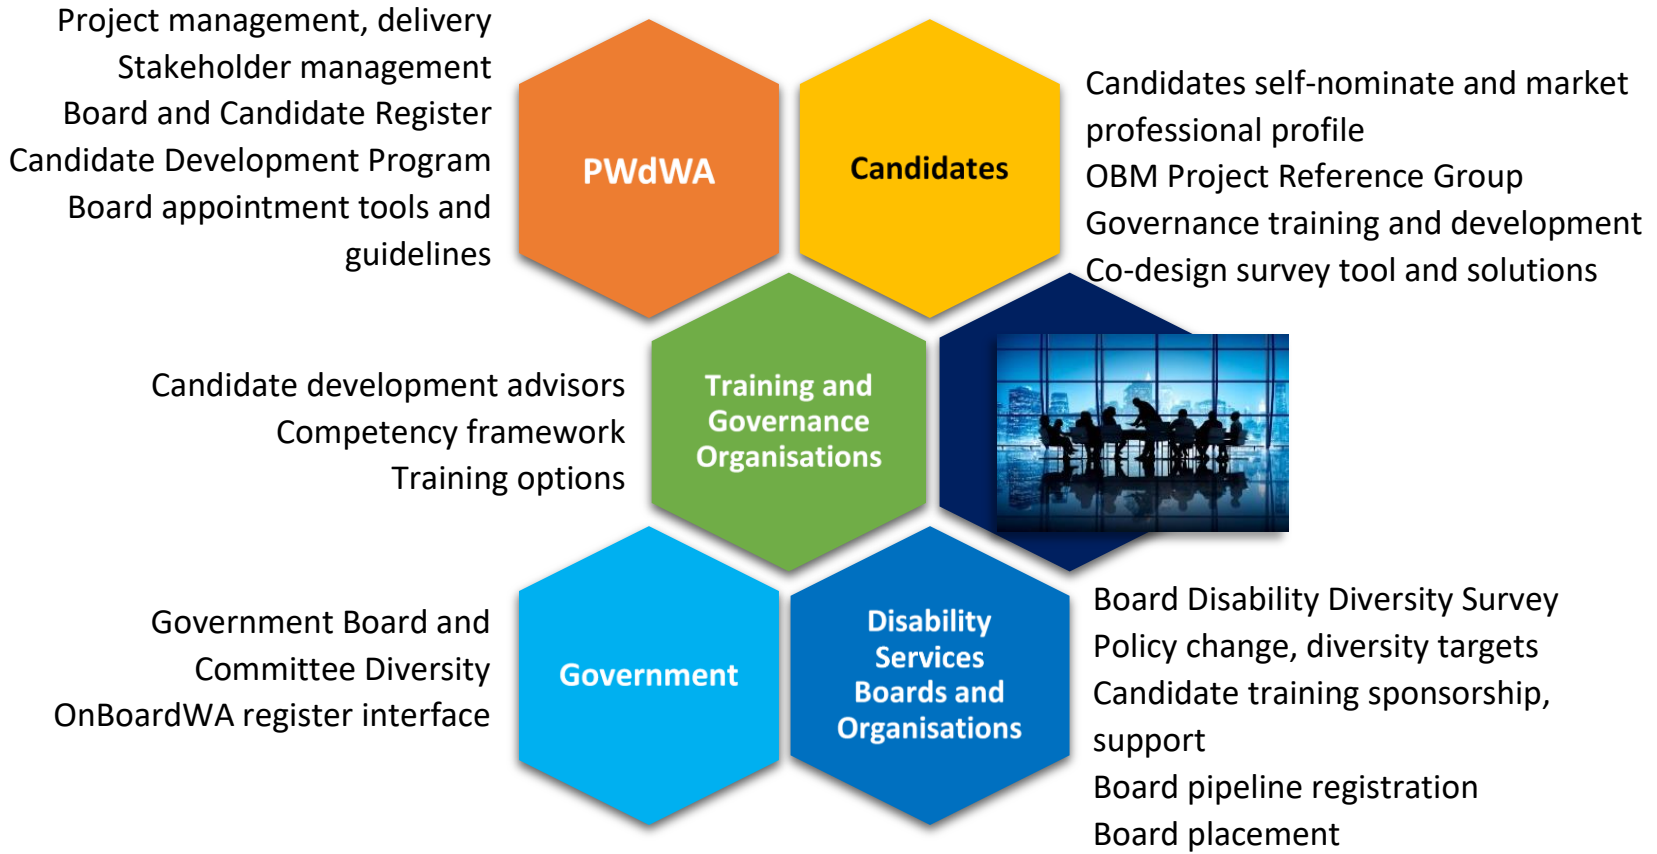 Project management, delivery
Stakeholder management
Board and Candidate Register
Candidate Development Program
Board appointment tools and
guidelines
PWdWA
Candidates
Candidates self-nominate and market
professional profile
OBM Project Reference Group
Governance training and development
Co-design survey tool and solutions
Candidate development advisors
Competency framework
Training options
Training and
Governance
Organisations
Government Board and
Committee Diversity
OnBoardWA register interface
Government
Disability
Services
Boards and
Organisations
Board Disability Diversity Survey
Policy change, diversity targets
Candidate training sponsorship,
support
Board pipeline registration
Board placement